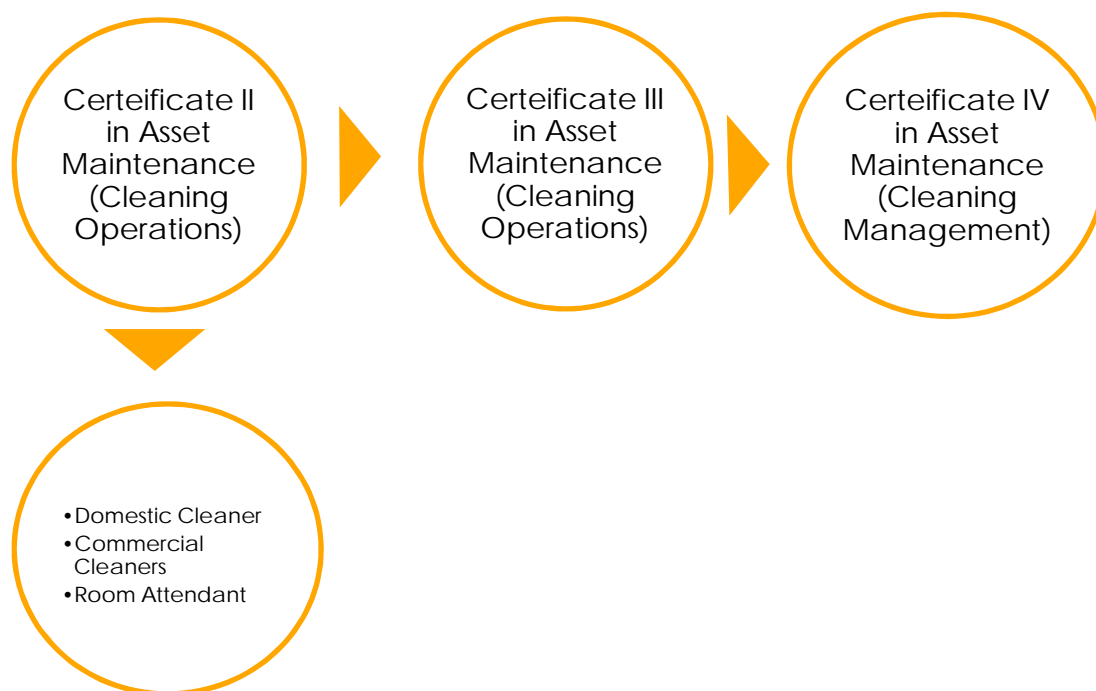 Certeificate II
in Asset
Maintenance
(Cleaning
Operations)
Certeificate III
in Asset
Maintenance
(Cleaning
Operations)
Certeificate IV
in Asset
Maintenance
(Cleaning
Management)
•Domestic Cleaner
•Commercial
Cleaners
•Room Attendant